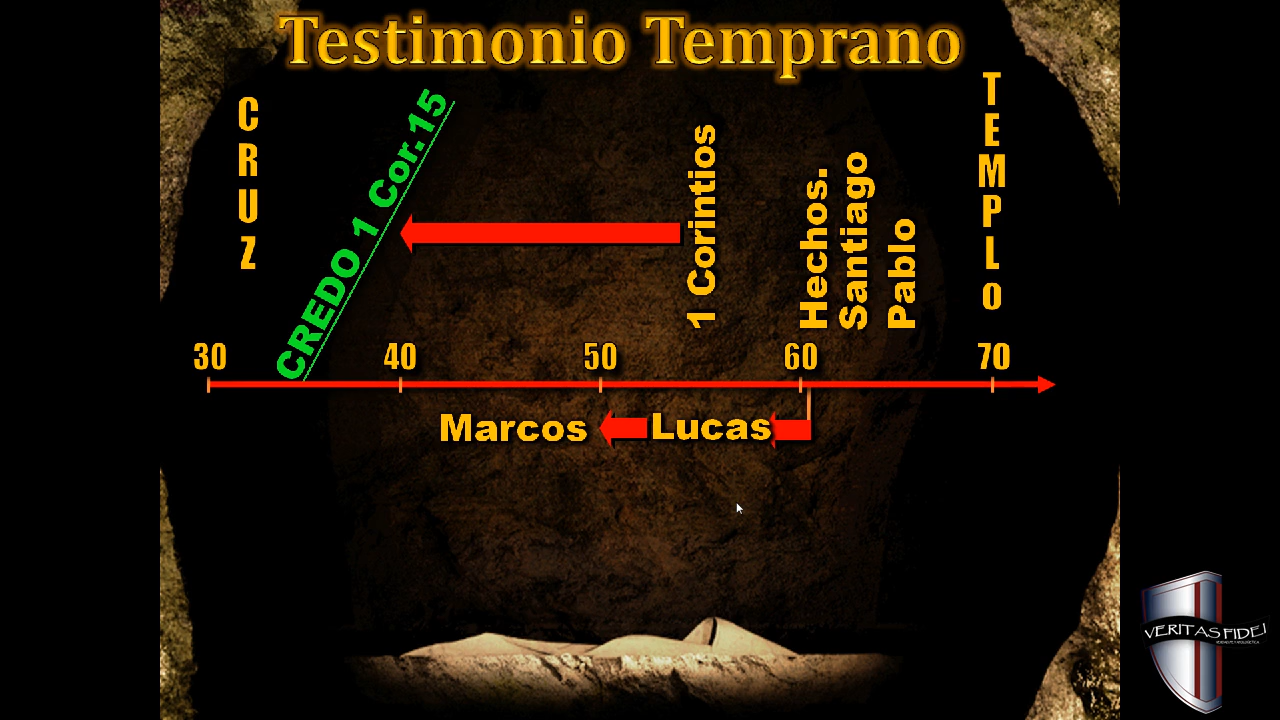 Testimonio Temprano
CRUZ
CREDO 1 Cor.15
1 Corintios
Hechos.
Santiago
Pablo
TEMPLO
30 40 50 60 70
Marcos Lucas
VERITAS FIDEI